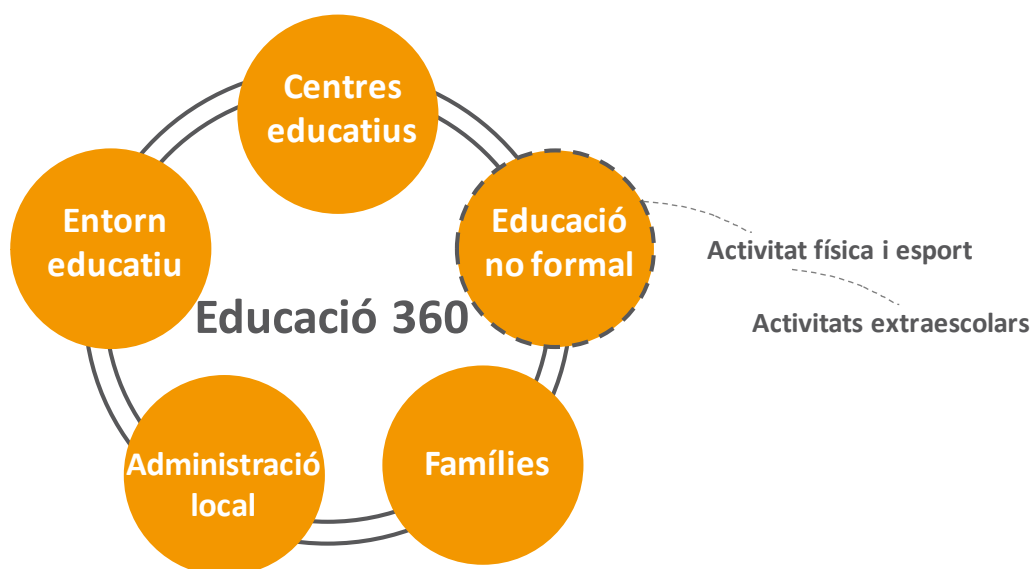 Centres
educatius
Entorn
educatiu
Educació
no formal
Activitat física i esport
Educació 360
Activitats extraescolars
Administració
local
Famílies